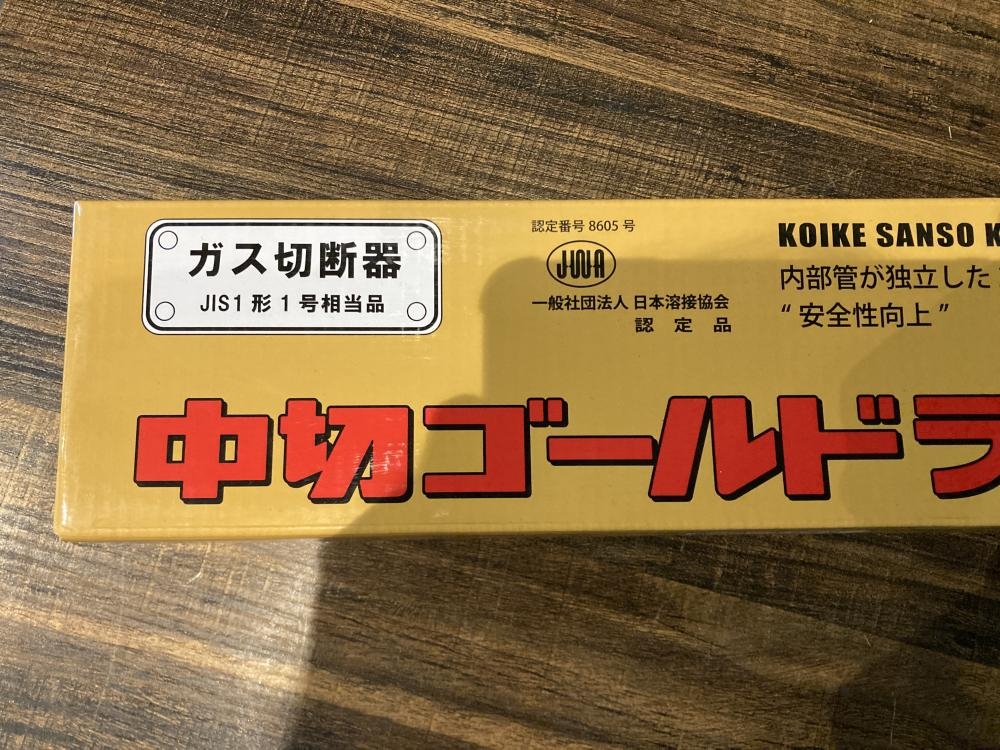 ガス切断器
JIS1形1号相当品
認定番号 8605 号
JWA
一般社団法人 日本溶接協会
認 定 品
KOIKE SANSO K
内部管が独立した
“安全性向上”
中切ゴールドラ